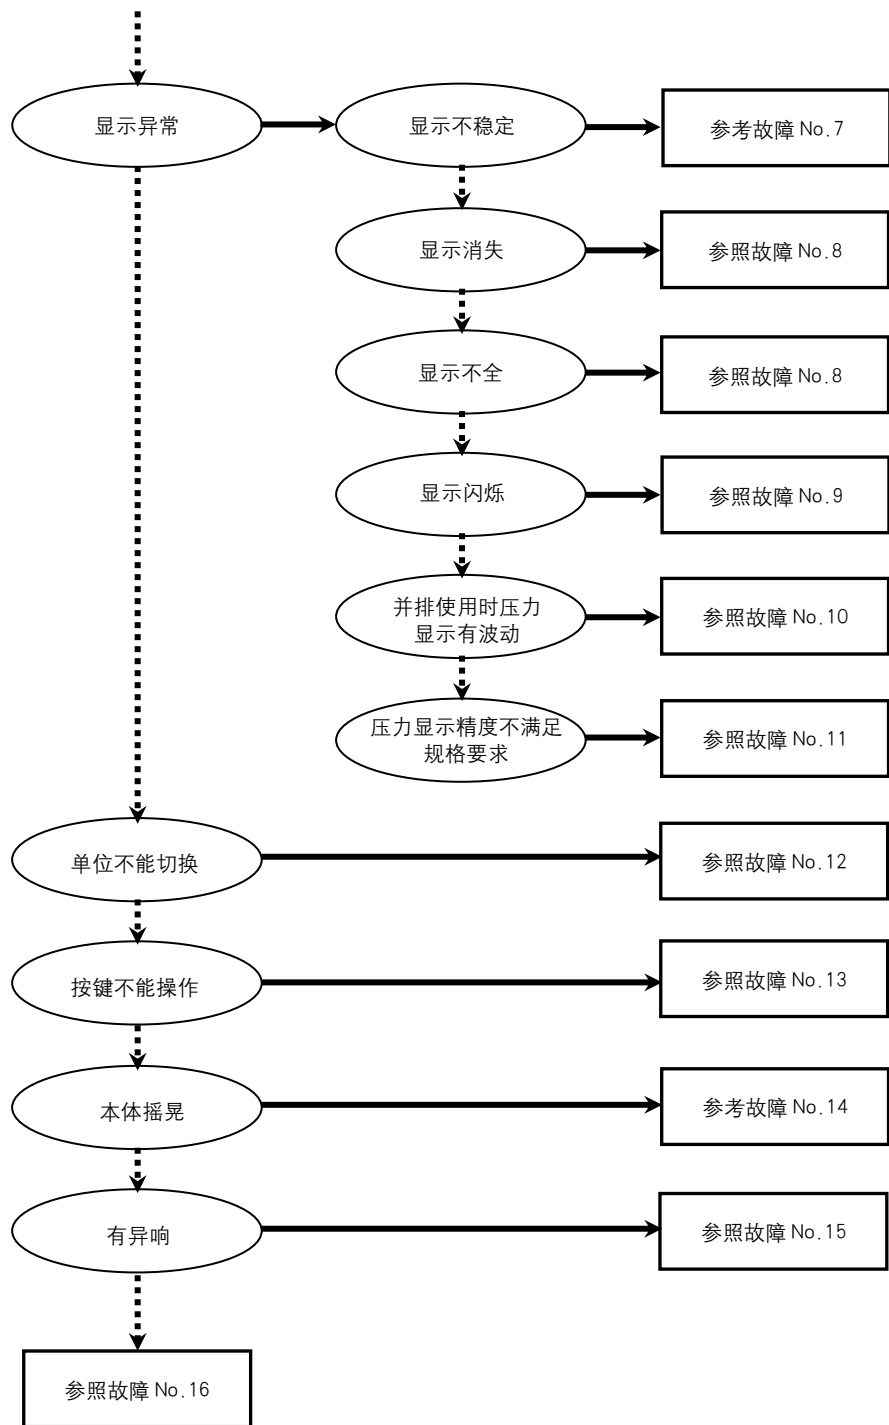 显示异常
显示不稳定
参考故障 No.7
显示消失
参照故障 No.8
显示不全
参照故障 No.8
显示闪烁
参照故障 No.9
并排使用时压力
显示有波动
参照故障 No.10
压力显示精度不满足
规格要求
参照故障 No.11
单位不能切换
参照故障 No.12
按键不能操作
参照故障 No.13
本体摇晃
参考故障 No.14
有异响
参照故障 No.15
参照故障 No.16